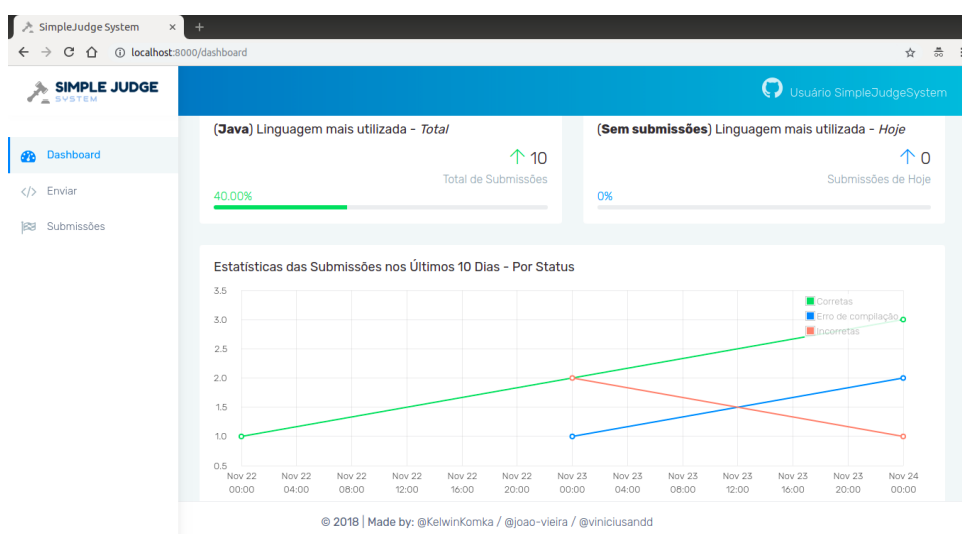 SimpleJudge System
localhost:8000/dashboard
SIMPLE JUDGE
SYSTEM
Usuário SimpleJudgeSystem
Dashboard
Enviar
Submissões
(Java) Linguagem mais utilizada - Total
10
Total de Submissões
40.00%
(Sem submissões) Linguagem mais utilizada - Hoje
0
Submissões de Hoje
0%
Estatísticas das Submissões nos Últimos 10 Dias - Por Status
Corretas
Erro de compilação
Incorretas
3.5
3.0
2.5
2.0
1.5
1.0
0.5
Nov 22 00:00
Nov 22 04:00
Nov 22 08:00
Nov 22 12:00
Nov 22 16:00
Nov 22 20:00
Nov 23 00:00
Nov 23 04:00
Nov 23 08:00
Nov 23 12:00
Nov 23 16:00
Nov 23 20:00
Nov 24 00:00
© 2018 | Made by: @KelwinKomka / @joao-vieira / @viniciusandd